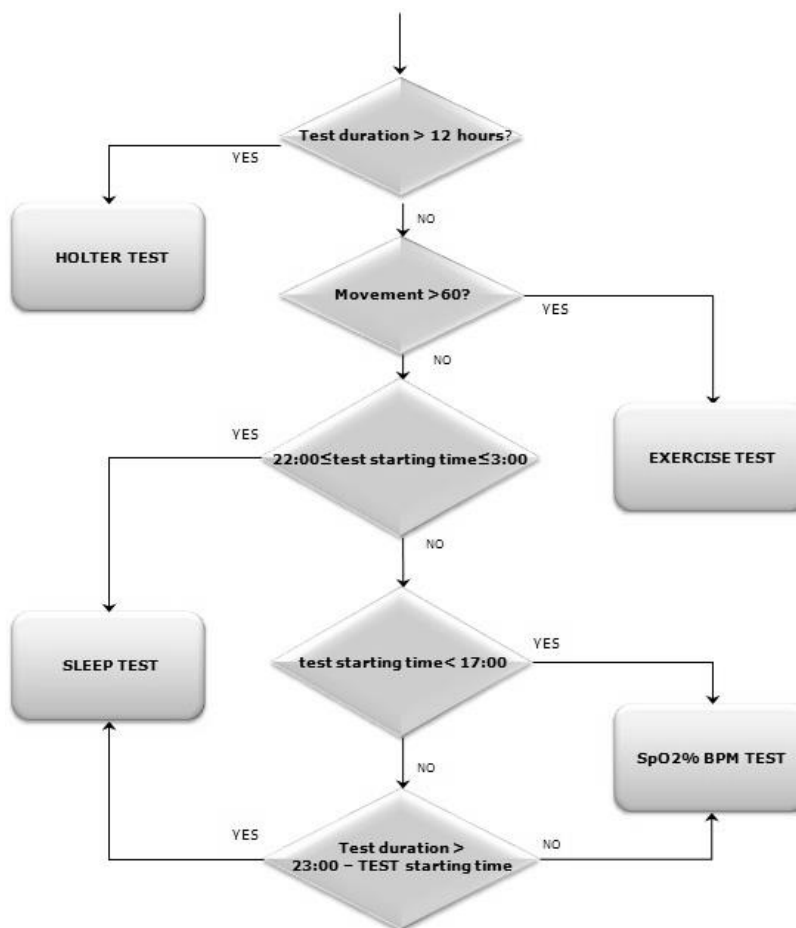 Test duration > 12 hours?
YES
NO
HOLTER TEST
Movement >60?
YES
NO
YES
22:00≤test starting time≤3:00
EXERCISE TEST
NO
YES
test starting time< 17:00
SLEEP TEST
SpO2% BPM TEST
NO
YES
Test duration >
23:00 – TEST starting time
NO